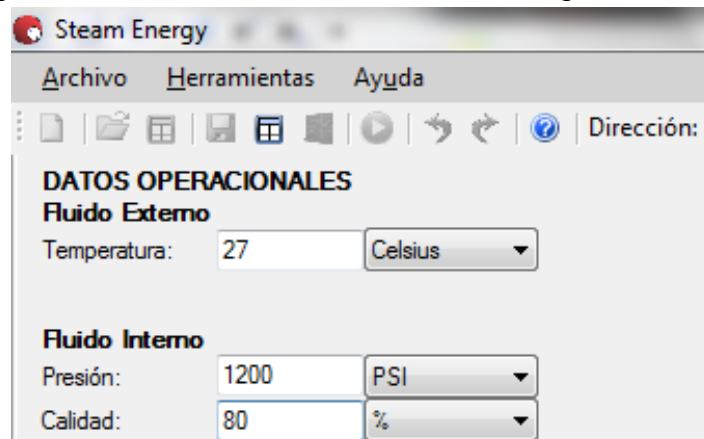 Steam Energy
Archivo Herramientas Ayuda
Dirección:
DATOS OPERACIONALES
Fluido Externo
Temperatura: 27 Celsius
Fluido Interno
Presión: 1200 PSI
Calidad: 80 %